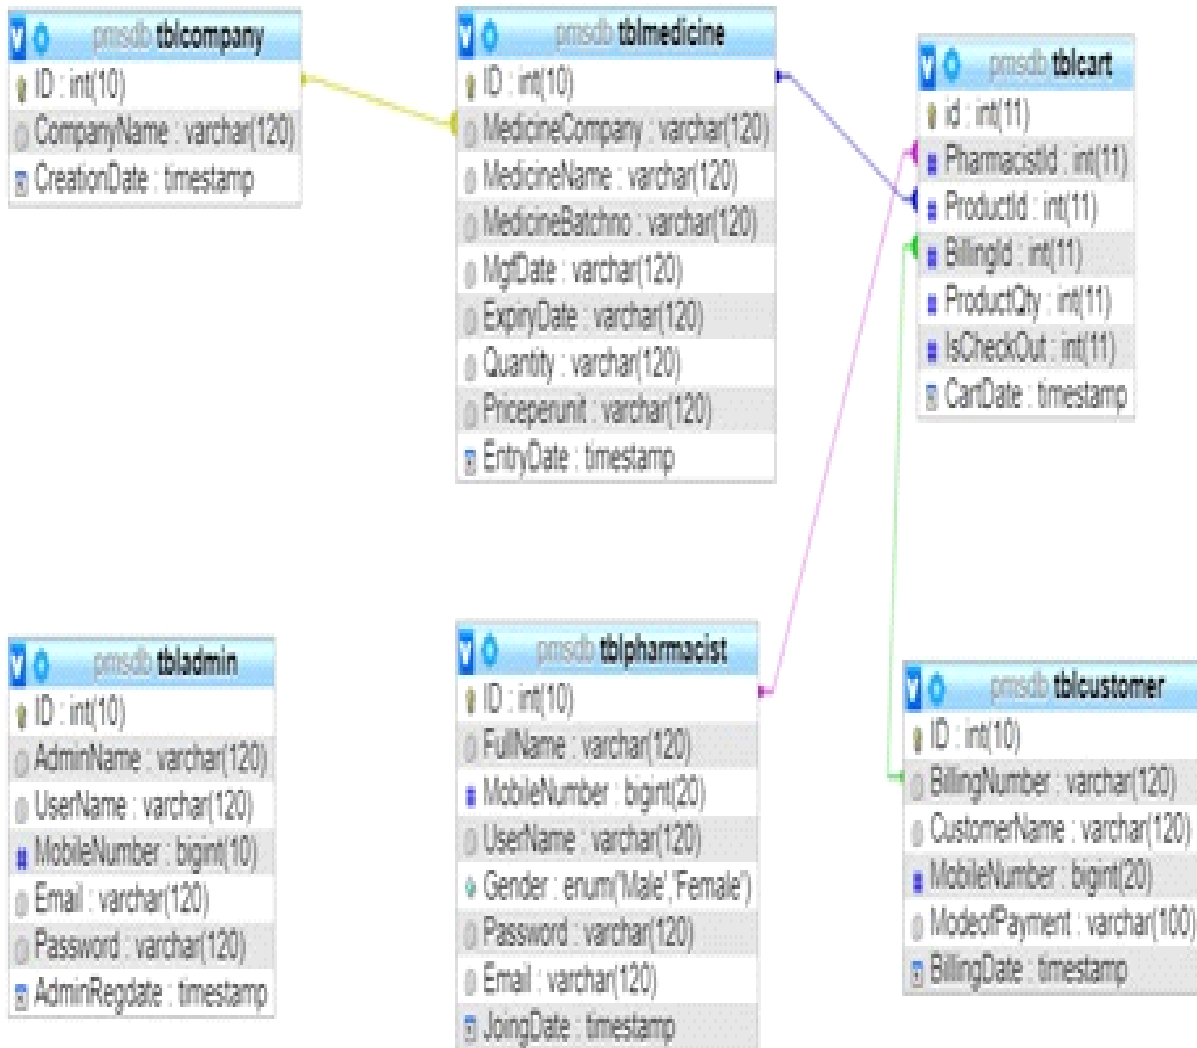 pmsdb tblcompany
ID : int(10)
CompanyName : varchar(120)
CreationDate : timestamp
pmsdb tblmedicine
ID : int(10)
MedicineCompany : varchar(120)
MedicineName : varchar(120)
MedicineBatchno : varchar(120)
MgfDate : varchar(120)
ExpiryDate : varchar(120)
Quantity : varchar(120)
Priceperunit : varchar(120)
EntryDate : timestamp
pmsdb tblcart
id : int(11)
PharmacistId : int(11)
ProductId : int(11)
BillingId : int(11)
ProductQty : int(11)
IsCheckOut : int(11)
CartDate : timestamp
pmsdb tbladmin
ID : int(10)
AdminName : varchar(120)
UserName : varchar(120)
MobileNumber : bigint(10)
Email : varchar(120)
Password : varchar(120)
AdminRegdate : timestamp
pmsdb tblpharmacist
ID : int(10)
FullName : varchar(120)
MobileNumber : bigint(20)
UserName : varchar(120)
Gender : enum('Male','Female')
Password : varchar(120)
Email : varchar(120)
JoingDate : timestamp
pmsdb tblcustomer
ID : int(10)
BillingNumber : varchar(120)
CustomerName : varchar(120)
MobileNumber : bigint(20)
ModeofPayment : varchar(100)
BillingDate : timestamp